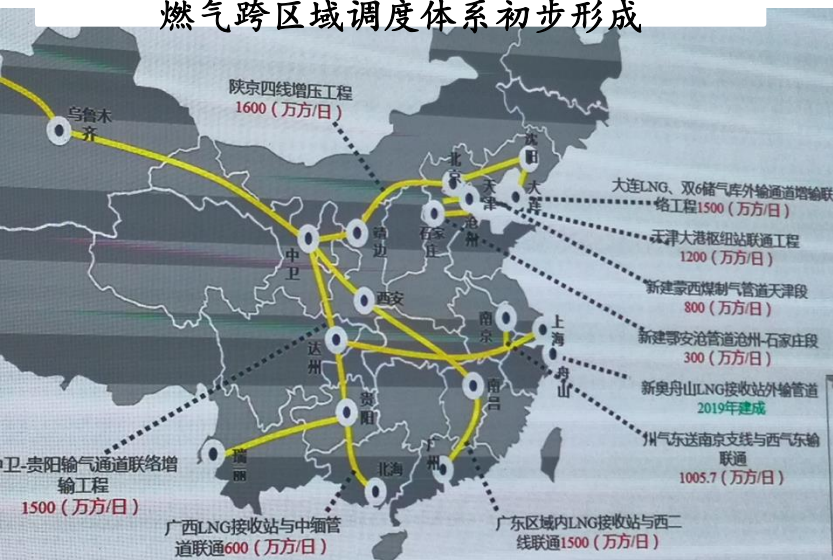 燃气跨区域调度体系初步形成
陕京四线增压工程
1600（万方/日）
乌鲁木
齐
沈
阳
北
京
天
津
大
连
大连LNG、双6储气库外输通道增输联
络工程1500（万方/日）
石家
庄
沧
州
天津大港枢纽站联通工程
1200（万方/日）
中
卫
靖
边
新建蒙西煤制气管道天津段
800（万方/日）
西安
新建鄂安沧管道沧州-石家庄段
300（万方/日）
南
京
上
海
达
州
舟
山
新奥舟山LNG接收站外输管道
2019年建成
南
昌
贵
阳
州气东送南京支线与西气东输
联通
1005.7（万方/日）
广
州
瑞
丽
北海
卫-贵阳输气通道联络增
输工程
1500（万方/日）
广西LNG接收站与中缅管
道联通600（万方/日）
广东区域内LNG接收站与西二
线联通1500（万方/日）